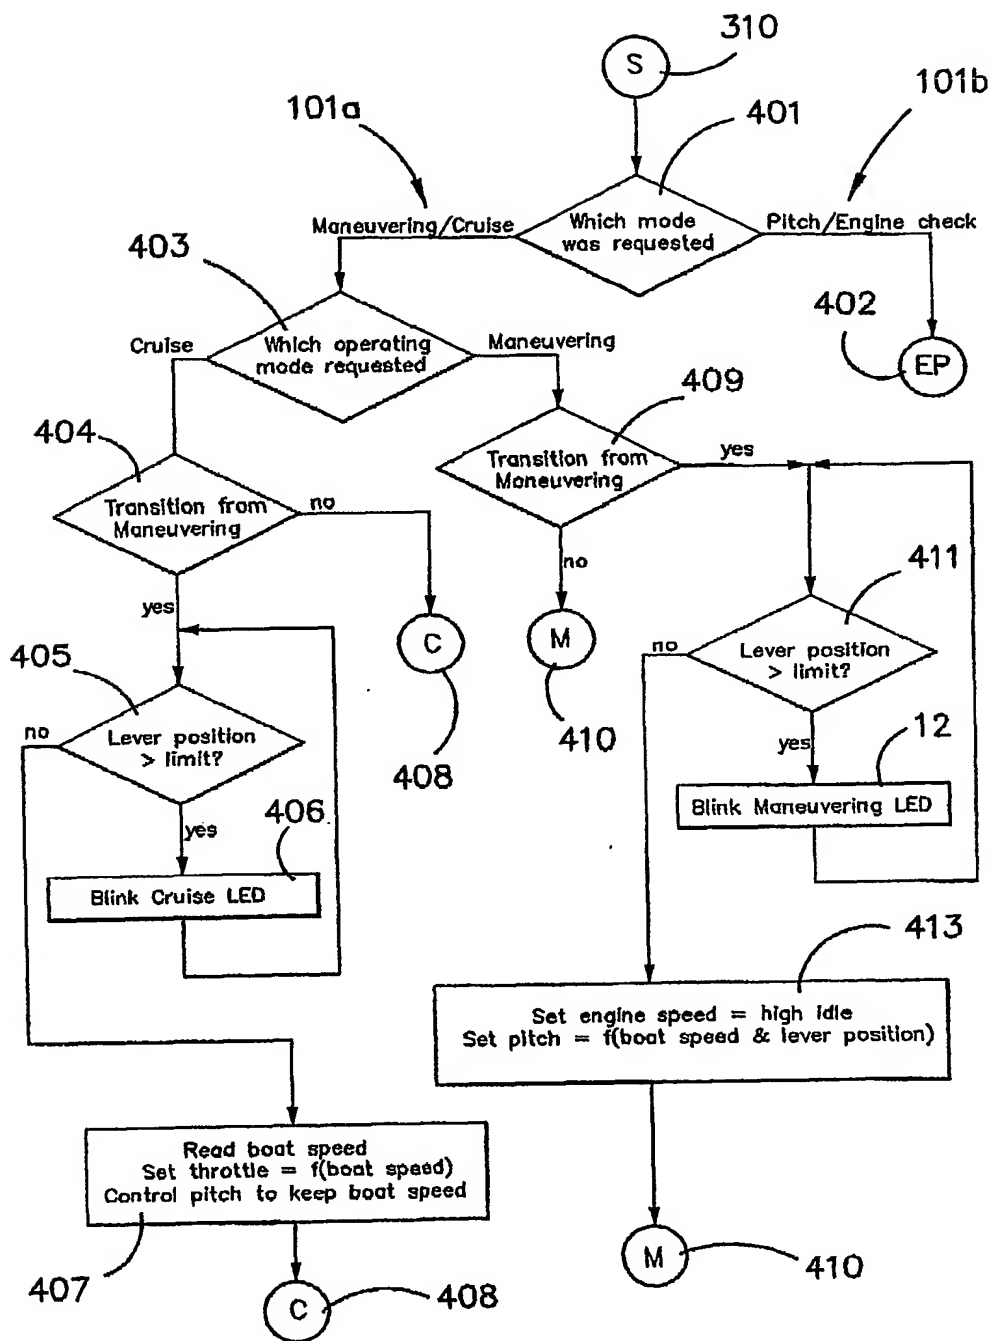 310
S
101a
401
101b
Maneuvering/Cruise
Which mode
was requested
Pitch/Engine check
403
402
EP
Cruise
Which operating
mode requested
Maneuvering
409
404
Transition from
Maneuvering
yes
Transition from
Maneuvering
no
no
411
yes
C
M
no
Lever position
> limit?
405
no
Lever position
> limit?
408
410
yes
12
Blink Maneuvering LED
yes
406
Blink Cruise LED
413
Set engine speed = high idle
Set pitch = f(boat speed & lever position)
Read boat speed
Set throttle = f(boat speed)
Control pitch to keep boat speed
407
C
408
M
410